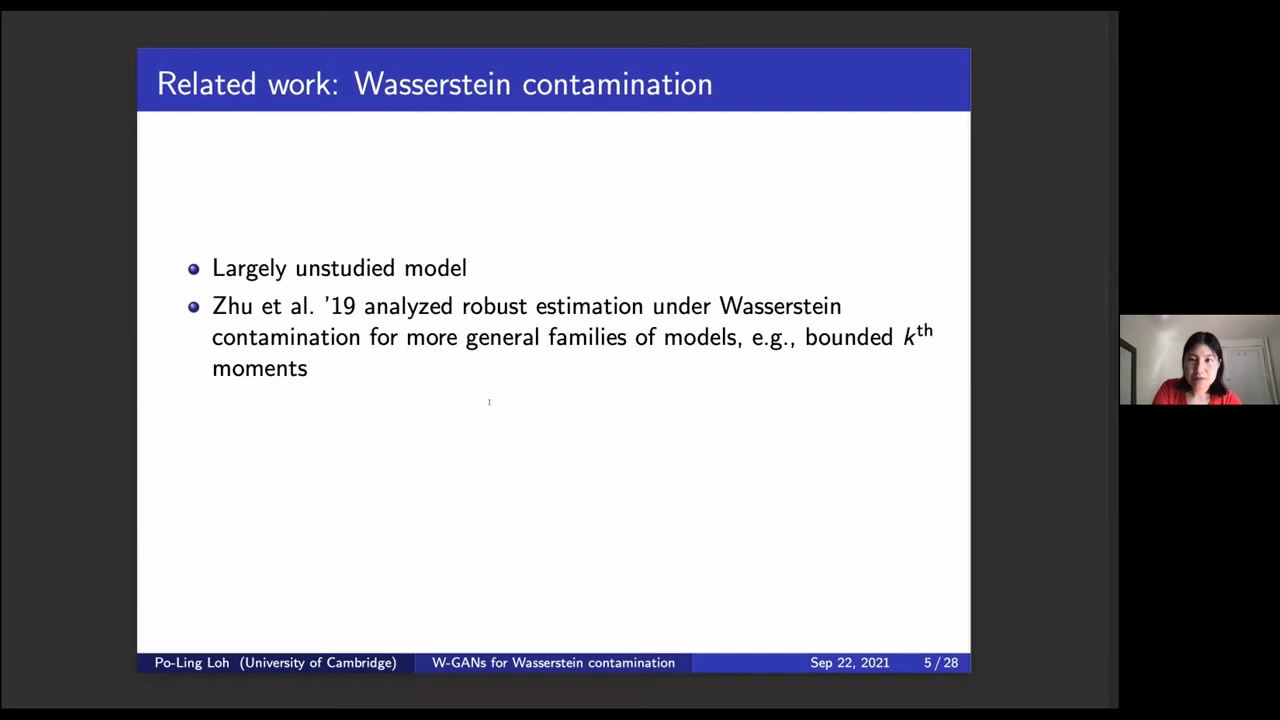 Related work: Wasserstein contamination
Largely unstudied model
Zhu et al. '19 analyzed robust estimation under Wasserstein
contamination for more general families of models, e.g., bounded kth
moments
Po-Ling Loh (University of Cambridge) W-GANs for Wasserstein contamination Sep 22, 2021 5 / 28